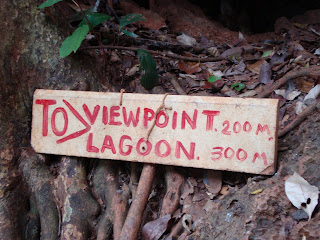 TO > VIEWPOINT. 200 M,
LAGOON. 300 M,